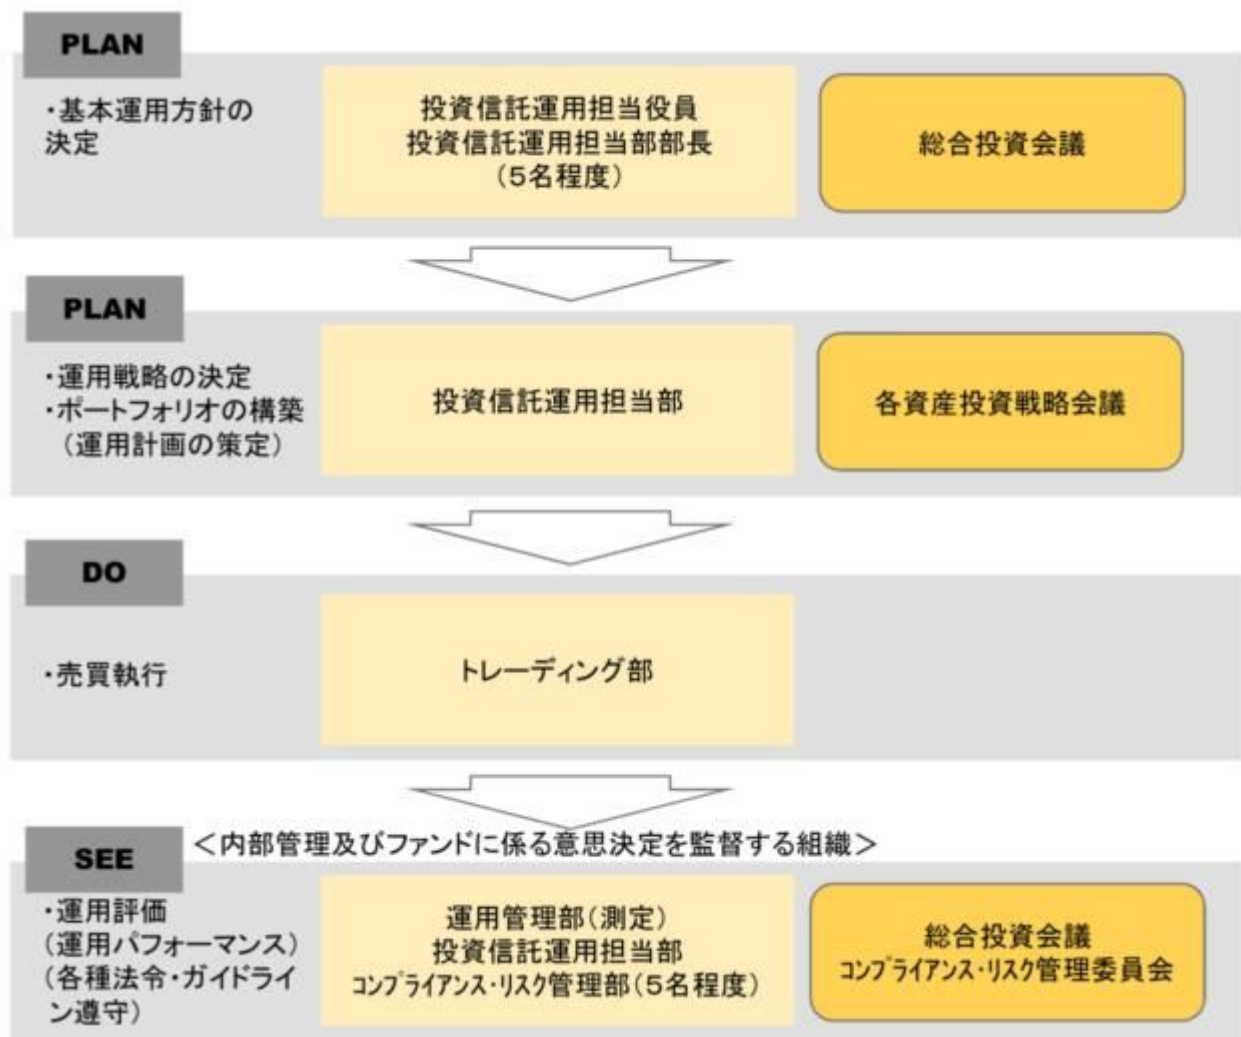 PLAN
・基本運用方針の
決定
投資信託運用担当役員
投資信託運用担当部部長
（５名程度）
総合投資会議
PLAN
・運用戦略の決定
・ポートフォリオの構築
（運用計画の策定）
投資信託運用担当部
各資産投資戦略会議
DO
・売買執行
トレーディング部
＜内部管理及びファンドに係る意思決定を監督する組織＞
SEE
・運用評価
（運用パフォーマンス）
（各種法令・ガイドライ
ン遵守）
運用管理部（測定）
投資信託運用担当部
ｺﾝﾌﾟﾗｲｱﾝｽ・ﾘｽｸ管理部（５名程度）
総合投資会議
ｺﾝﾌﾟﾗｲｱﾝｽ・ﾘｽｸ管理委員会